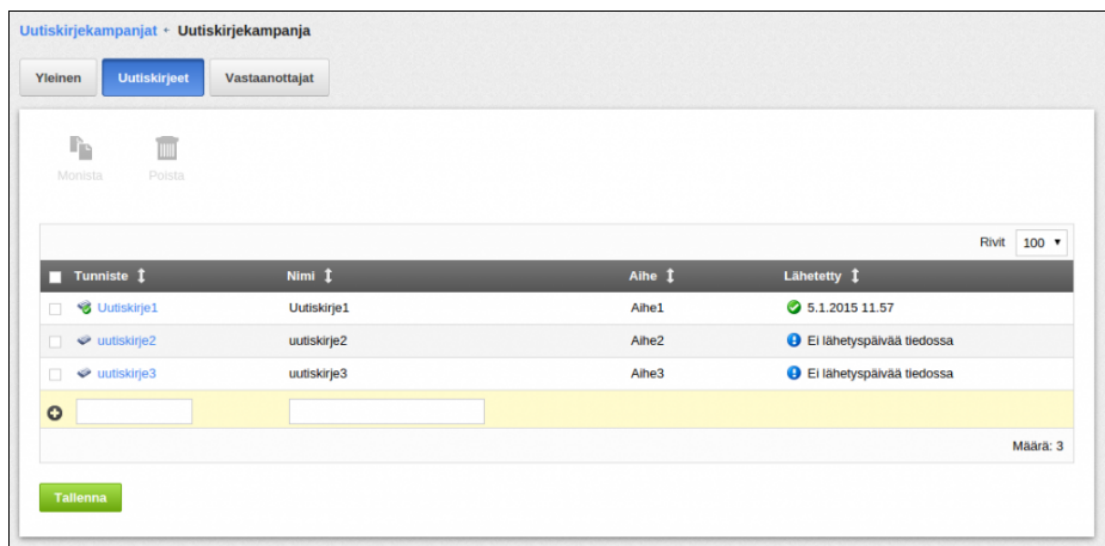 Uutiskirjekampanjat ← Uutiskirjekampanja
Yleinen Uutiskirjeet Vastaanottajat
Monista Poista
Rivit 100
Tunniste Nimi Aihe Lähetetty
Uutiskirje1 Uutiskirje1 Aihe1 5.1.2015 11.57
uutiskirje2 uutiskirje2 Aihe2 Ei lähetyspäivää tiedossa
uutiskirje3 uutiskirje3 Aihe3 Ei lähetyspäivää tiedossa
Määrä: 3
Tallenna